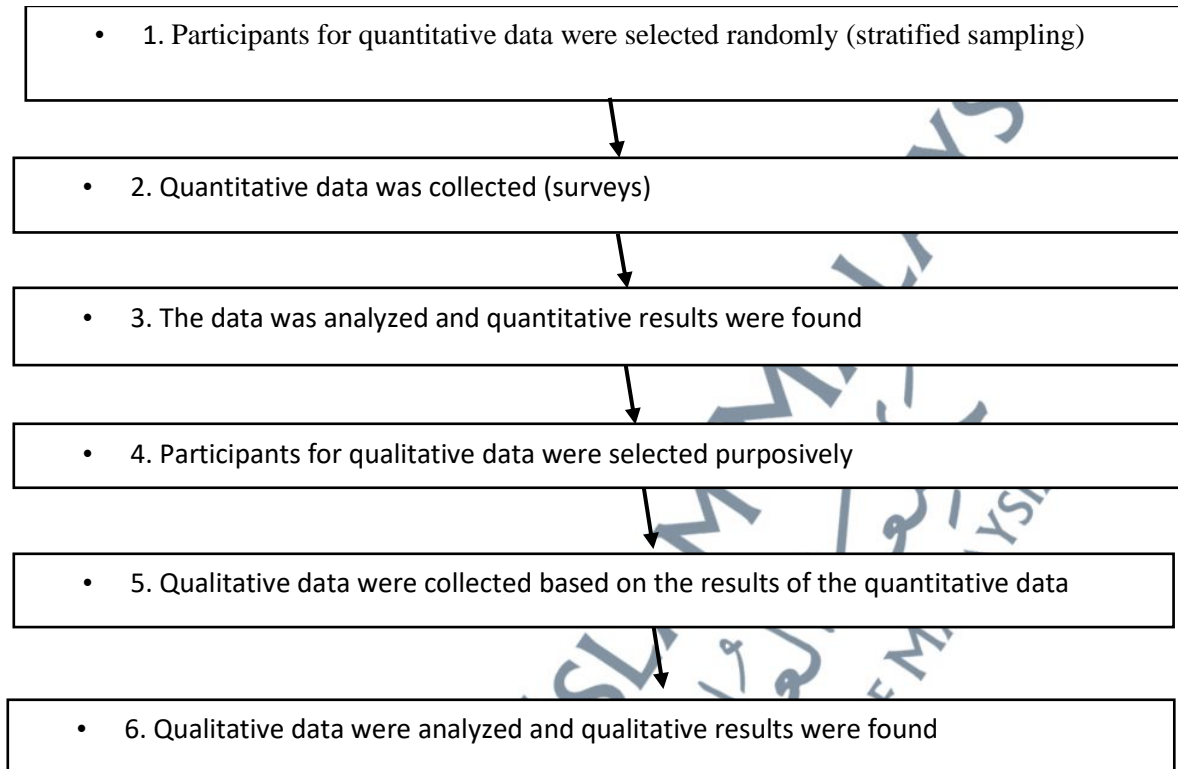 • 1. Participants for quantitative data were selected randomly (stratified sampling)
• 2. Quantitative data was collected (surveys)
• 3. The data was analyzed and quantitative results were found
• 4. Participants for qualitative data were selected purposively
• 5. Qualitative data were collected based on the results of the quantitative data
• 6. Qualitative data were analyzed and qualitative results were found